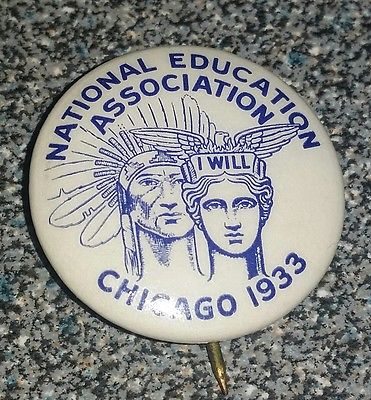 NATIONAL EDUCATION
ASSOCIATION
I WILL
CHICAGO 1933